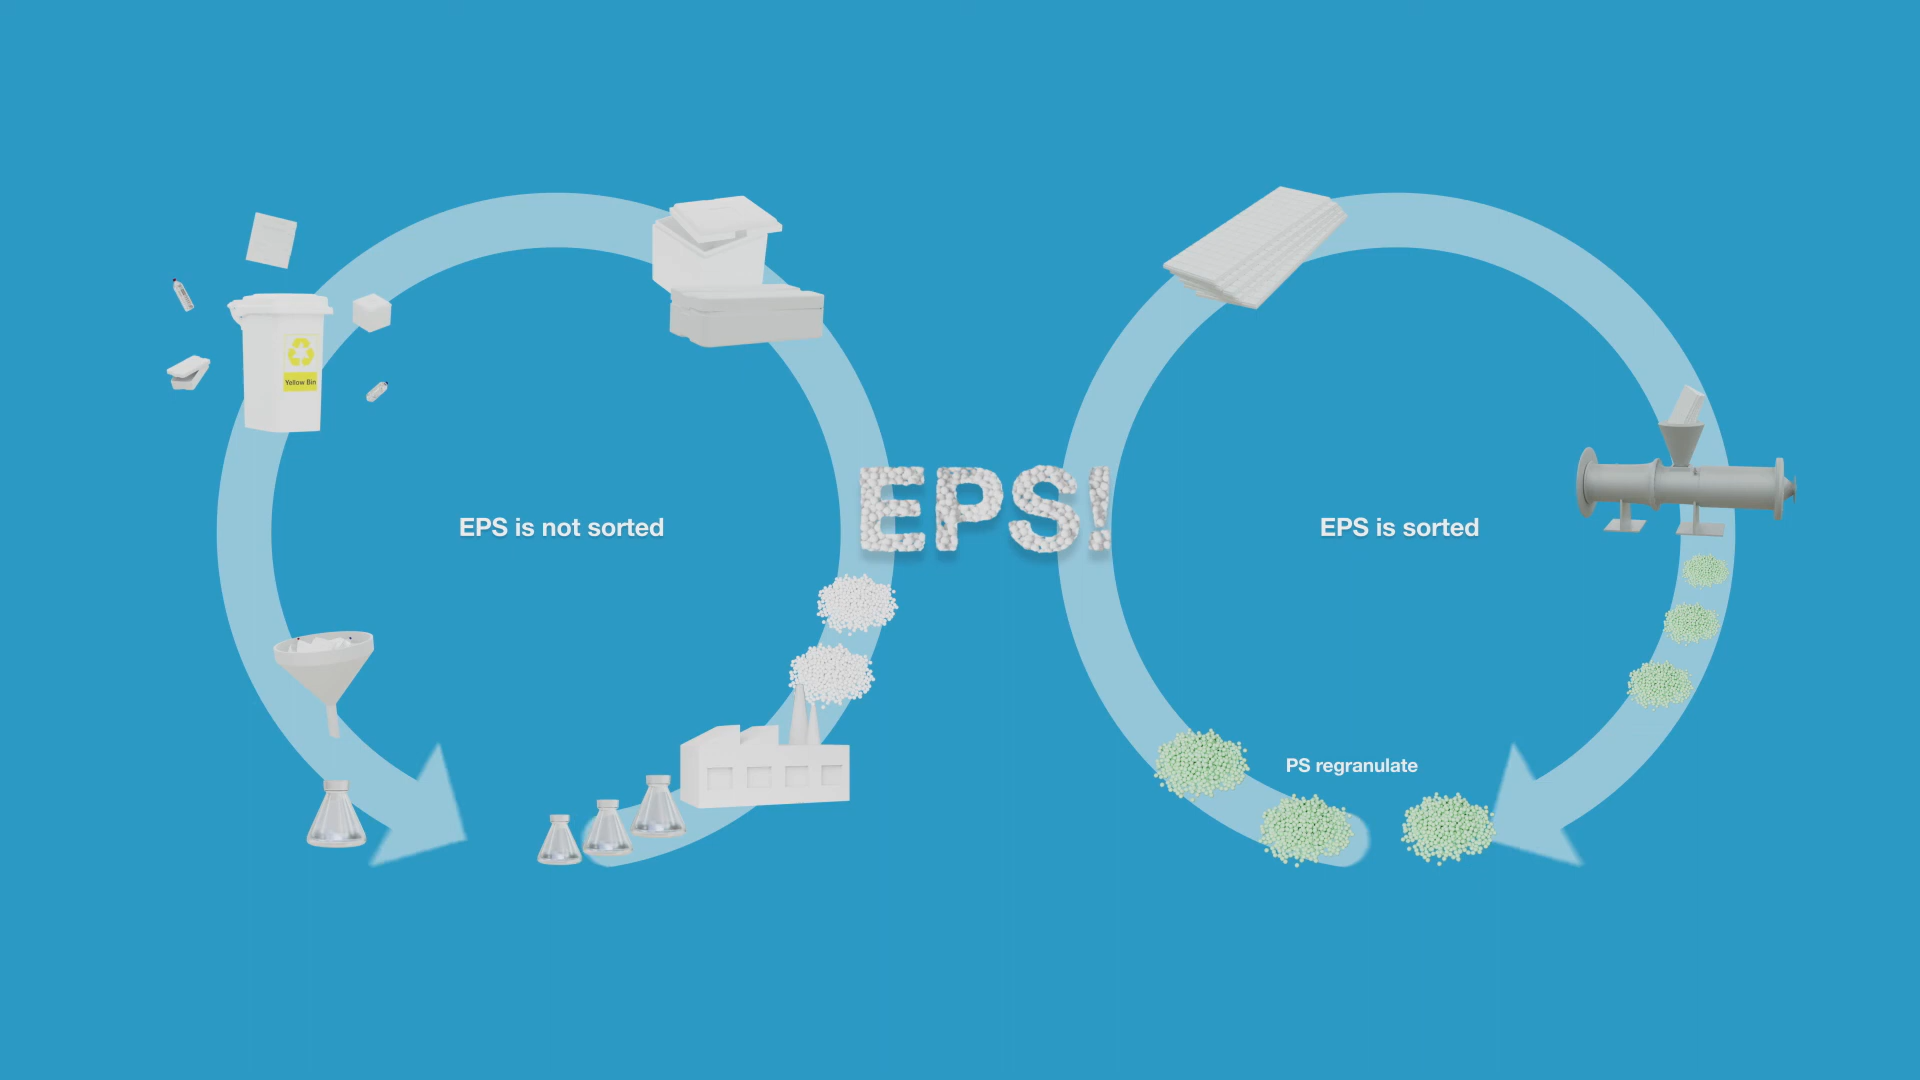 Yellow Bin
EPS is not sorted
EPS!
EPS is sorted
PS regranulate